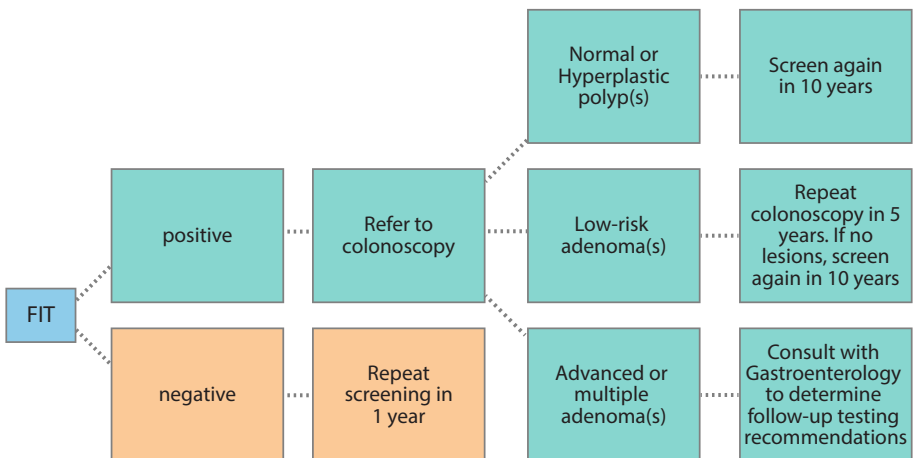 FIT
positive
Refer to
colonoscopy
Normal or
Hyperplastic
polyp(s)
Screen again
in 10 years
Low-risk
adenoma(s)
Repeat
colonoscopy in 5
years. If no
lesions, screen
again in 10 years
Advanced or
multiple
adenoma(s)
Consult with
Gastroenterology
to determine
follow-up testing
recommendations
negative
Repeat
screening in
1 year